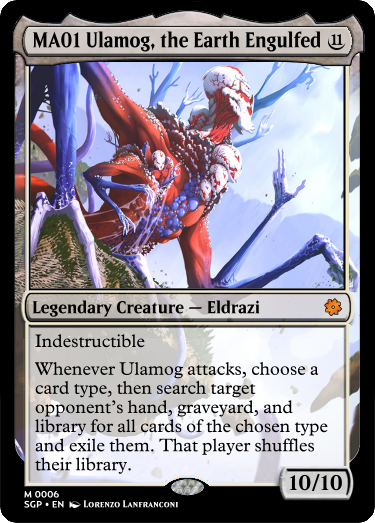 MA01 Ulamog, the Earth Engulfed 11
Legendary Creature — Eldrazi
Indestructible
Whenever Ulamog attacks, choose a
card type, then search target
opponent's hand, graveyard, and
library for all cards of the chosen type
and exile them. That player shuffles
their library.
10/10
M 0006
SGP • EN Lorenzo Lanfranconi